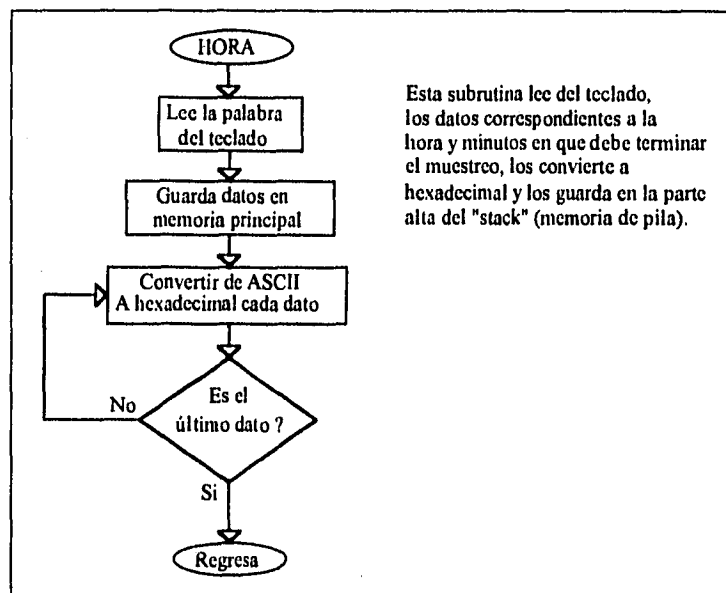 HORA
Lee la palabra
del teclado
Guarda datos en
memoria principal
Convertir de ASCII
A hexadecimal cada dato
Es el
último dato ?
No
Si
Regresa
Esta subrutina lee del teclado,
los datos correspondientes a la
hora y minutos en que debe terminar
el muestreo, los convierte a
hexadecimal y los guarda en la parte
alta del "stack" (memoria de pila).